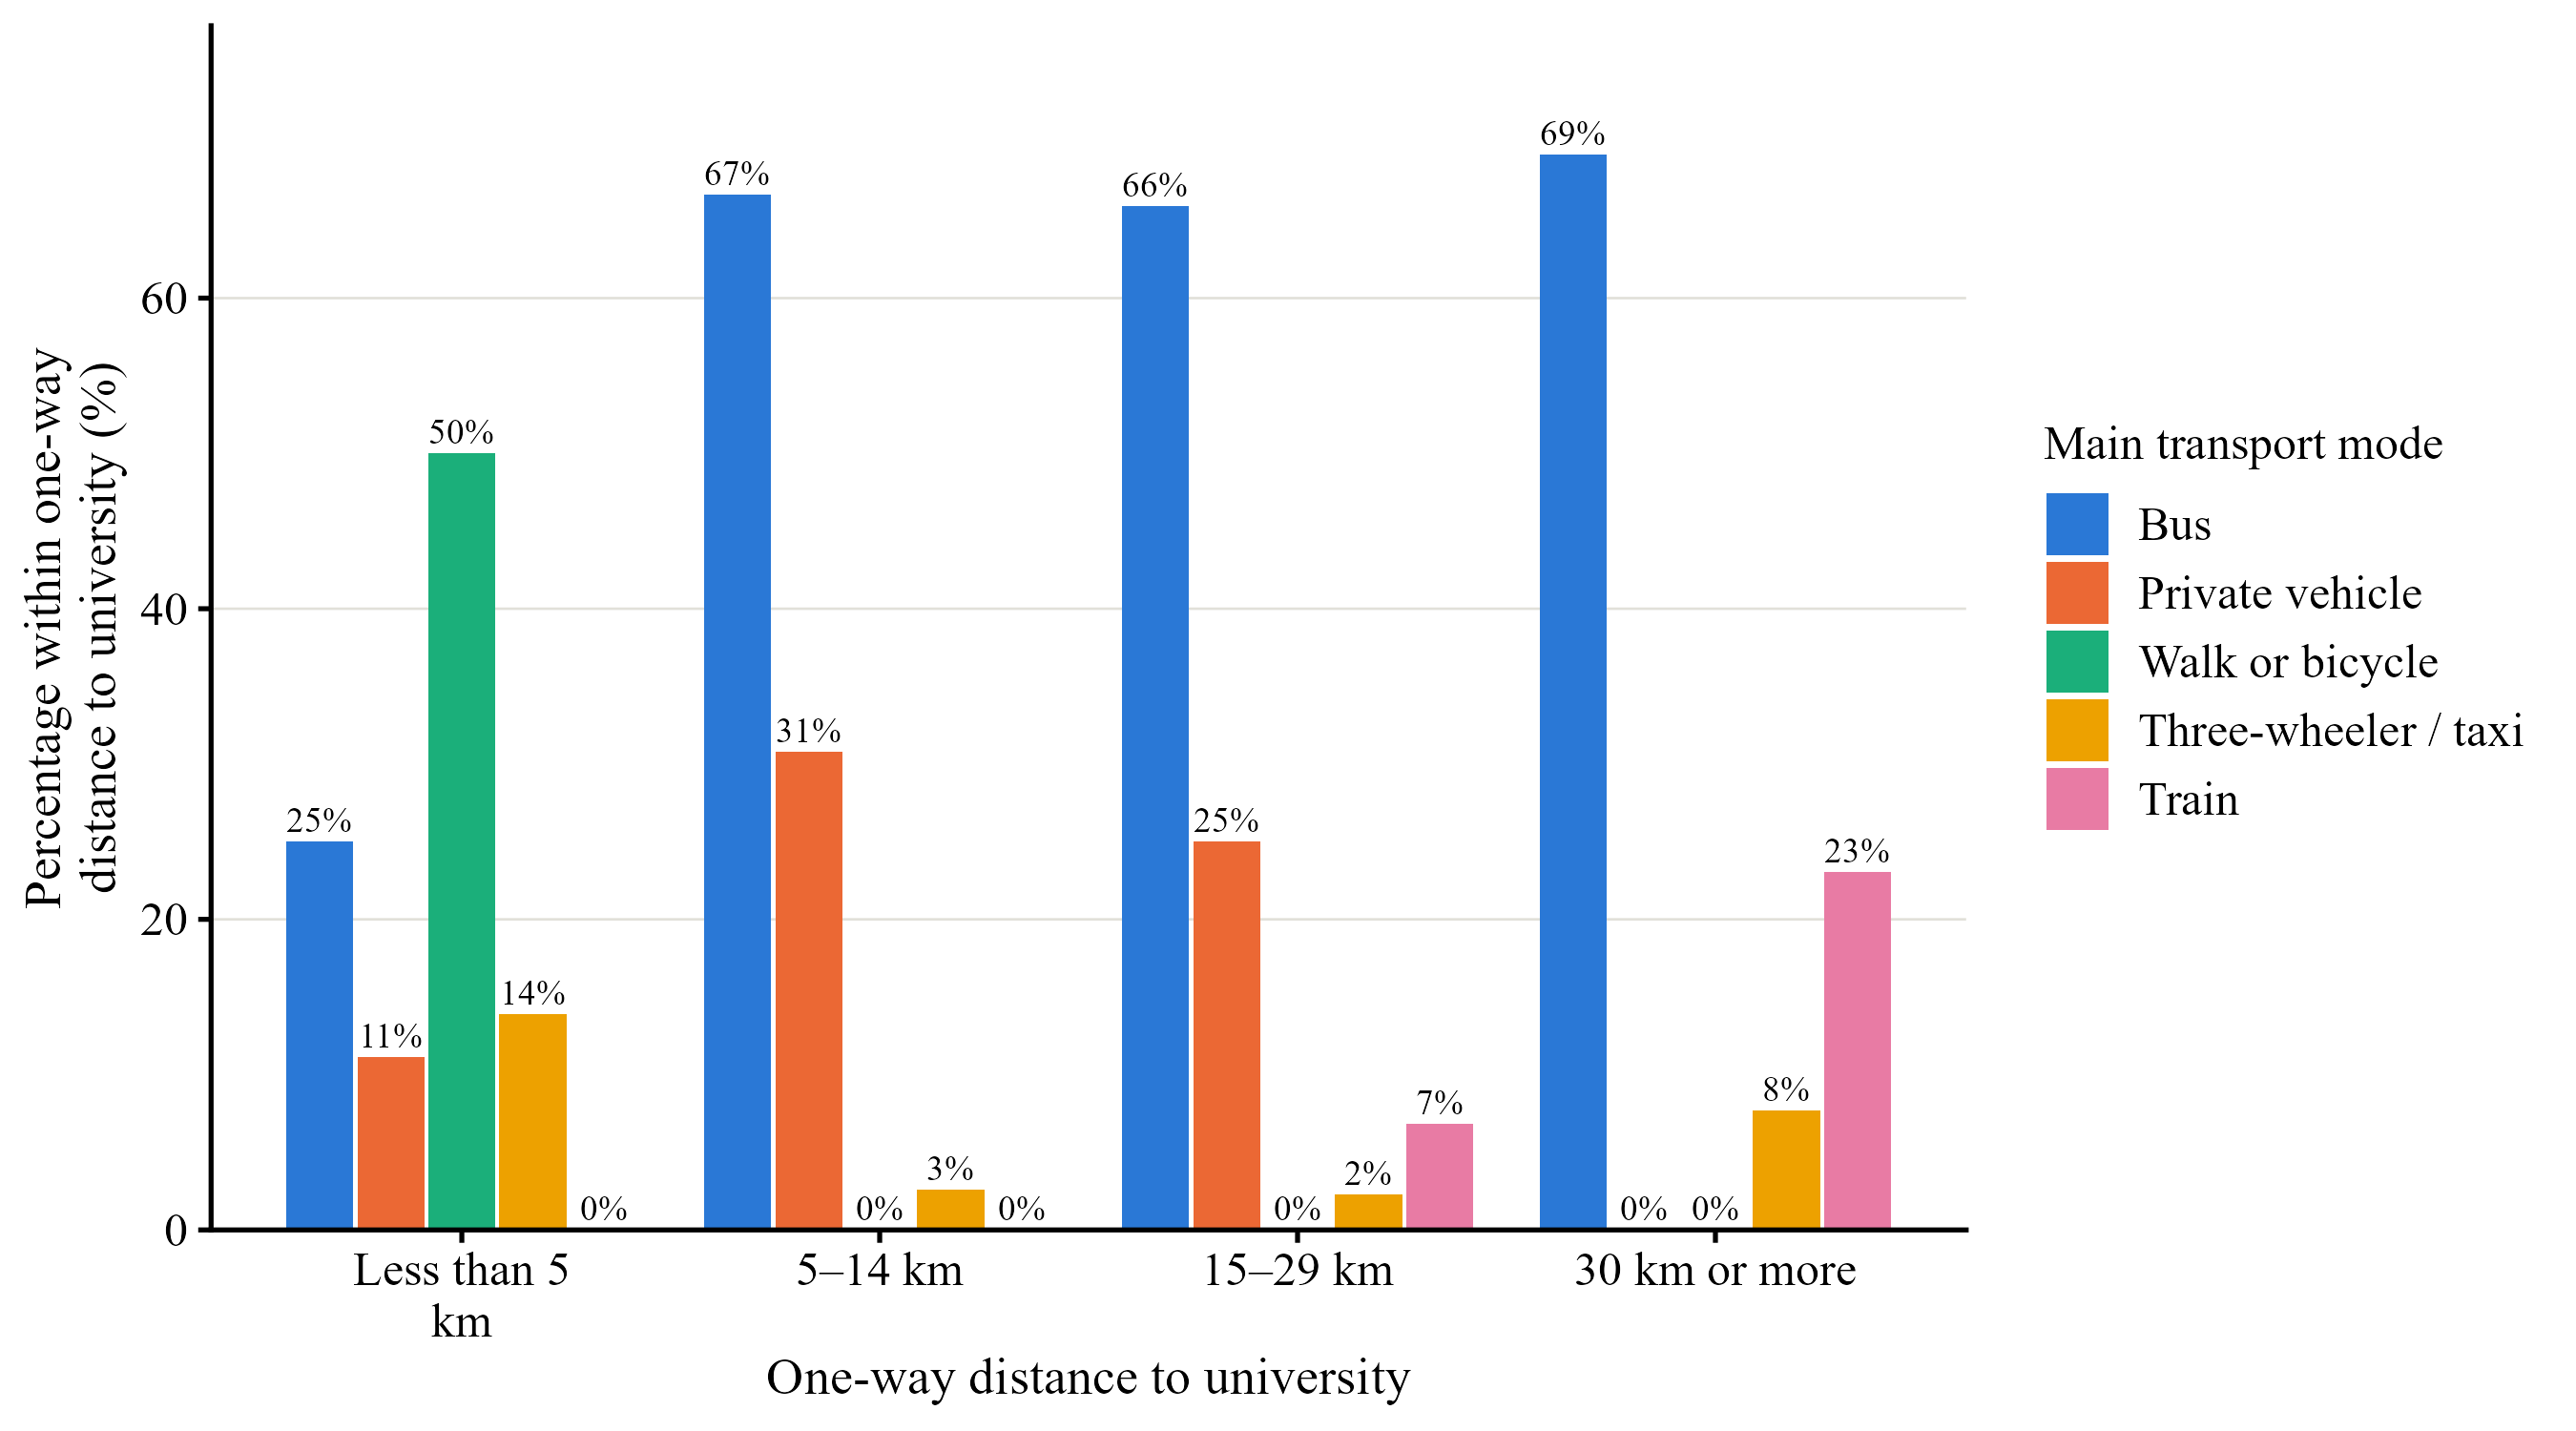 Percentage within one-way
distance to university (%)
60
40
20
0
25%
11%
50%
14%
0%
67%
31%
0%
3%
0%
66%
25%
0%
2%
7%
69%
0%
0%
8%
23%
Less than 5
km
5–14 km
15–29 km
30 km or more
One-way distance to university
Main transport mode
Bus
Private vehicle
Walk or bicycle
Three-wheeler / taxi
Train